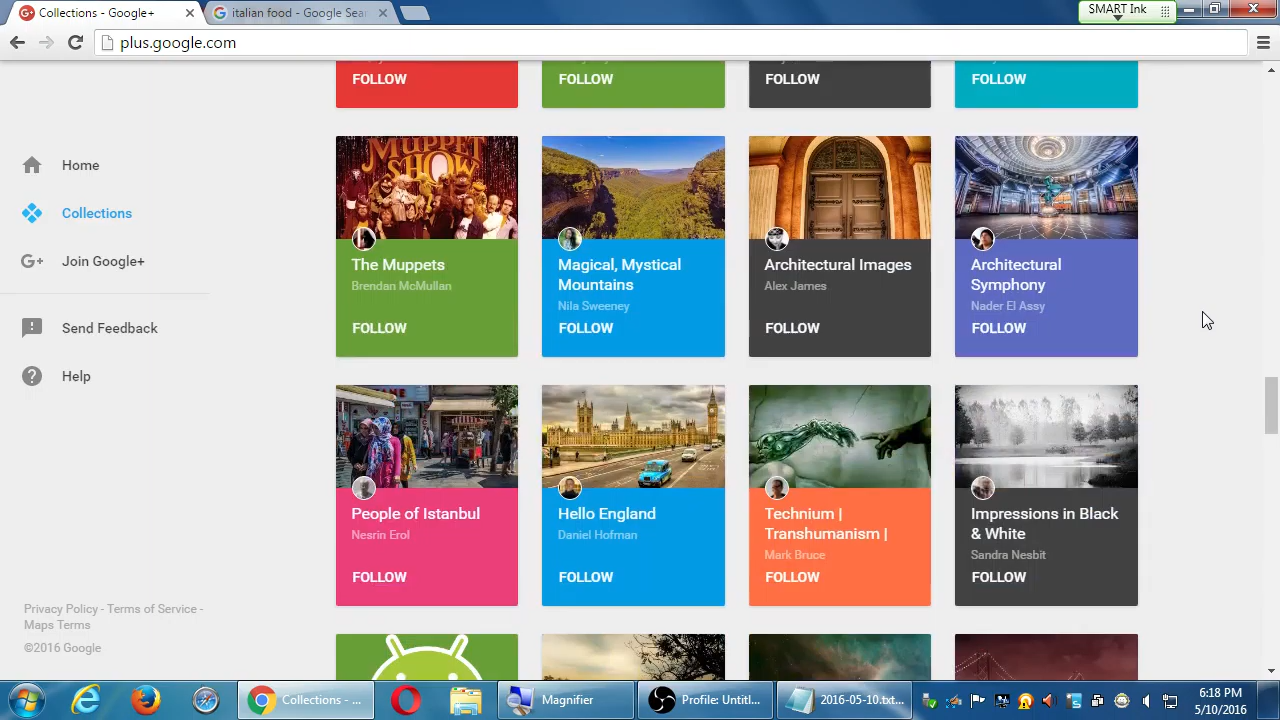 Collections - Google+
italian food - Google Sear
SMART Ink
plus.google.com
FOLLOW
FOLLOW
FOLLOW
FOLLOW
Home
Collections
Join Google+
Send Feedback
Help
MUPPET
SHOW
The Muppets
Brendan McMullan
FOLLOW
Magical, Mystical
Mountains
Nila Sweeney
FOLLOW
Architectural Images
Alex James
FOLLOW
Architectural
Symphony
Nader El Assy
FOLLOW
People of Istanbul
Nesrin Erol
FOLLOW
Hello England
Daniel Hofman
FOLLOW
Technium |
Transhumanism |
Mark Bruce
FOLLOW
Impressions in Black
& White
Sandra Nesbit
FOLLOW
Privacy Policy - Terms of Service -
Maps Terms
©2016 Google
Collections - ...
Magnifier
Profile: Untitl...
2016-05-10.txt...
6:18 PM
5/10/2016